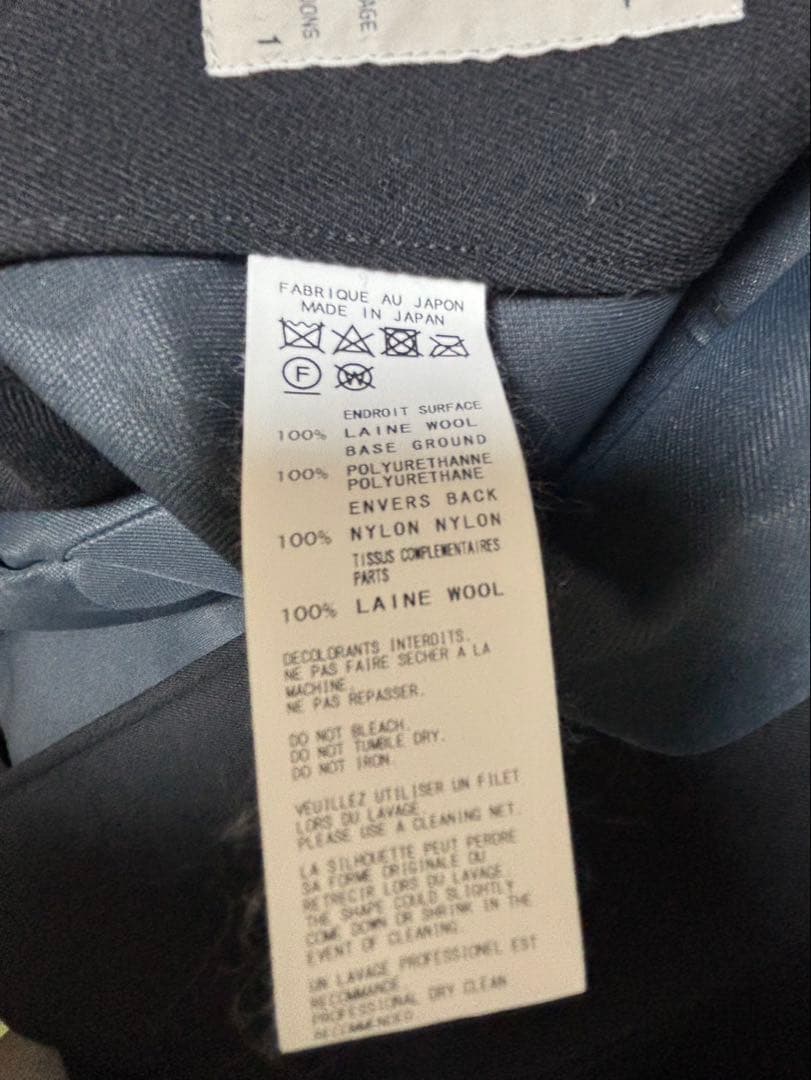 AGE
1
FABRIQUE AU JAPON
MADE IN JAPAN
F
W
ENDROIT SURFACE
100% LAINE WOOL
BASE GROUND
100% POLYURETHANNE
POLYURETHANE
ENVERS BACK
100% NYLON NYLON
TISSUS COMPLEMENTAIRES
PARTS
100% LAINE WOOL
DECOLORANTS INTERDITS.
NE PAS FAIRE SECHER A LA
MACHINE.
NE PAS REPASSER.
DO NOT BLEACH.
DO NOT TUMBLE DRY.
DO NOT IRON.
VEUILLEZ UTILISER UN FILET
LORS DU LAVAGE.
PLEASE USE A CLEANING NET.
LA SILHOUETTE PEUT PERDRE
SA FORME ORIGINALE OU
RETRECIR LORS DU LAVAGE.
THE SHAPE COULD SLIGHTLY
COME DOWN OR SHRINK IN THE
EVENT OF CLEANING.
UN LAVAGE PROFESSIONEL EST
RECOMMANDE.
PROFESSIONAL DRY CLEAN
RECOMMENDED